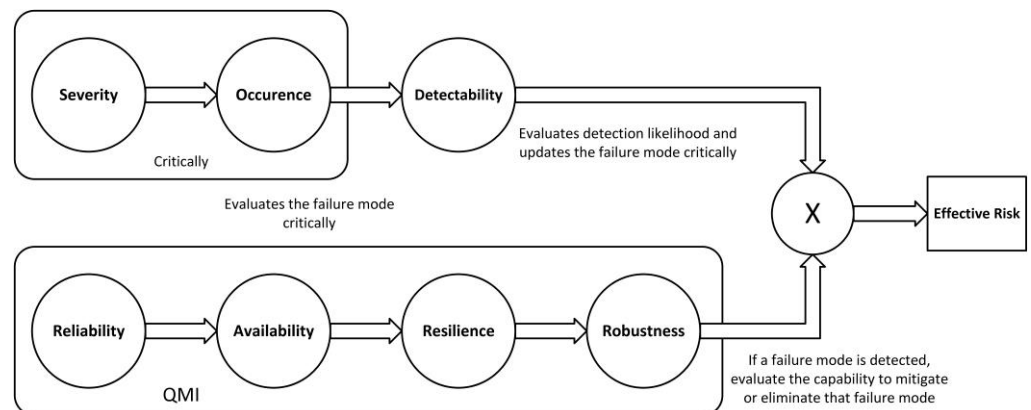 Severity
Occurence
Detectability
Critically
Evaluates detection likelihood and
updates the failure mode critically
Evaluates the failure mode
critically
X
Effective Risk
Reliability
Availability
Resilience
Robustness
QMI
If a failure mode is detected,
evaluate the capability to mitigate
or eliminate that failure mode